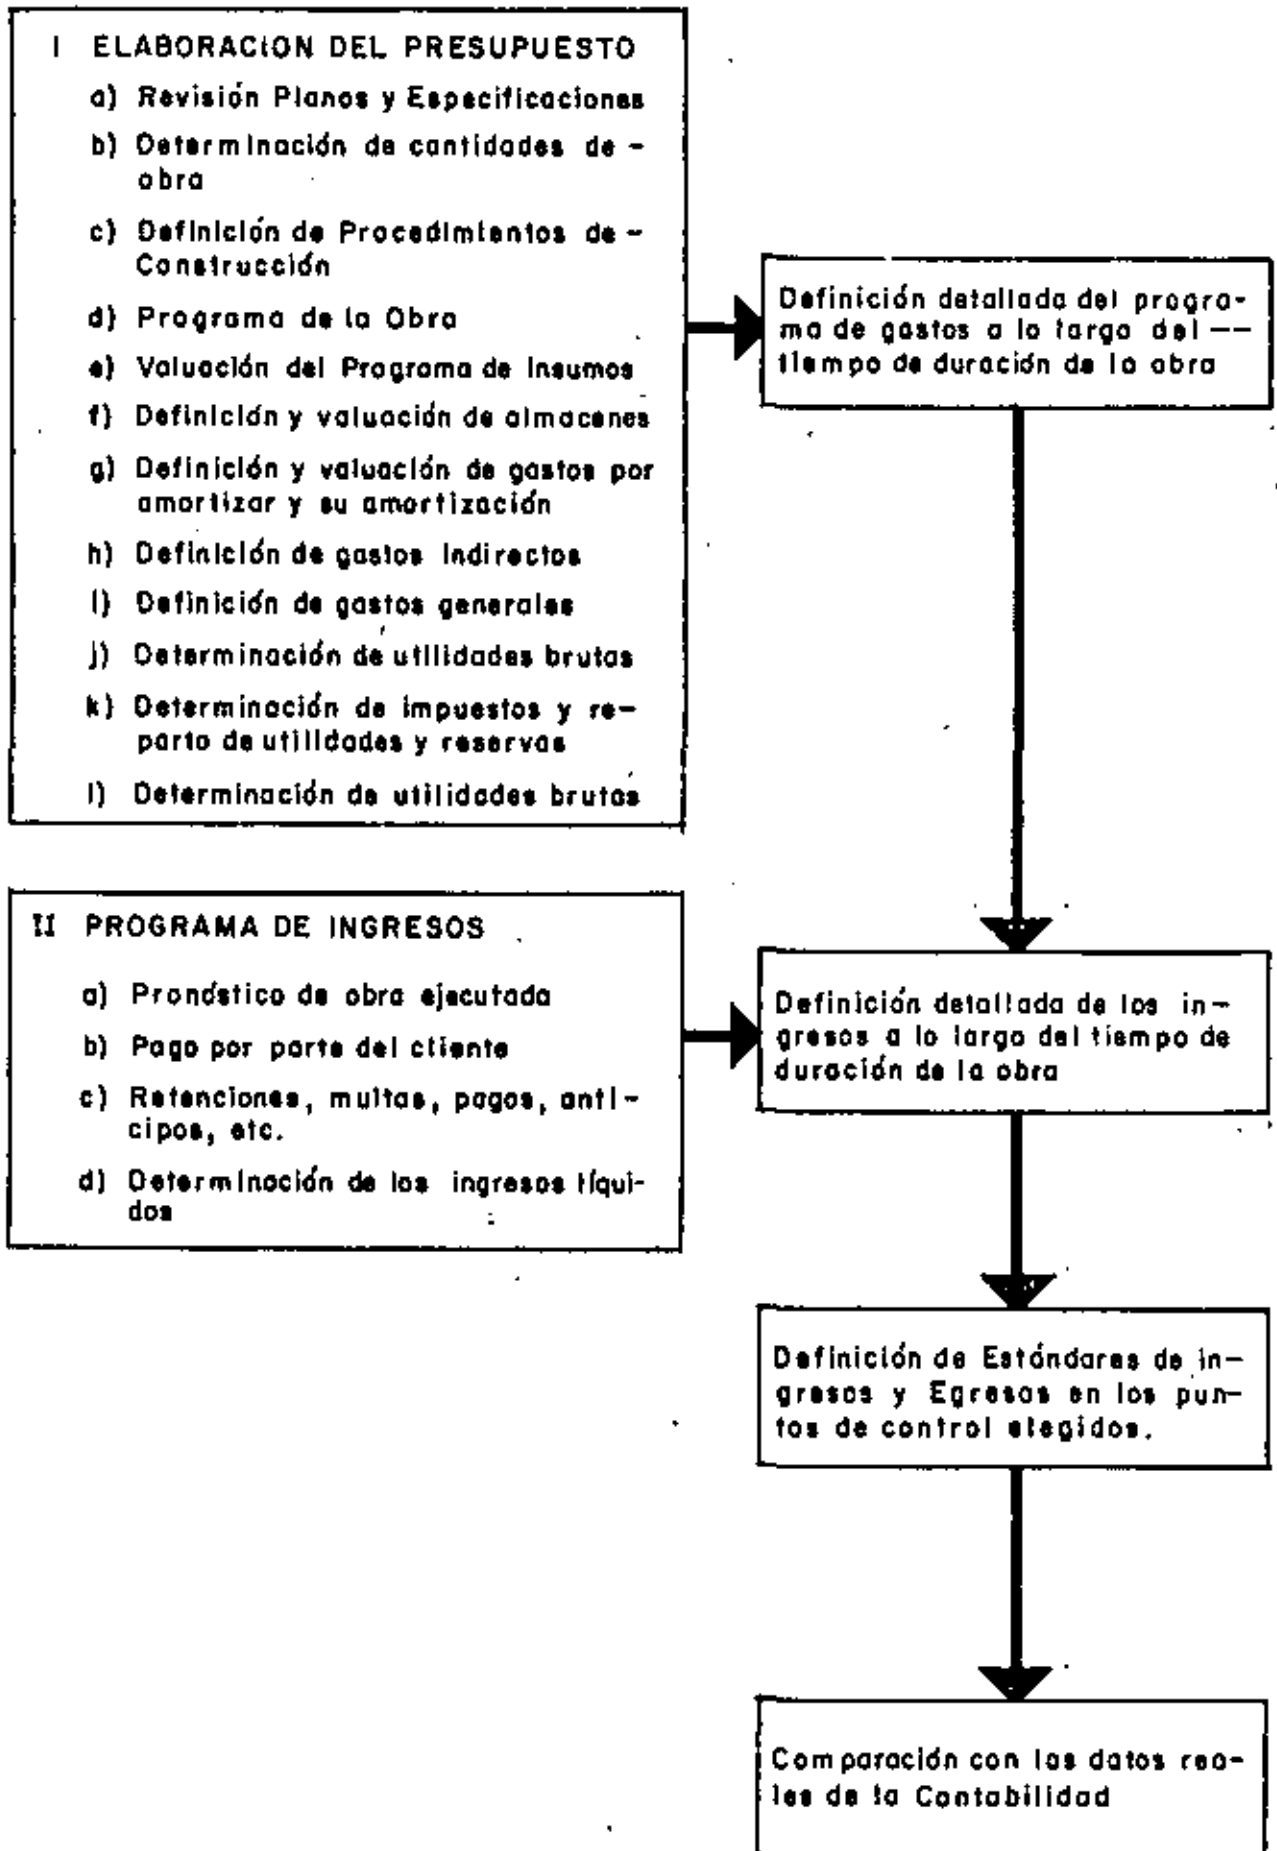 I ELABORACION DEL PRESUPUESTO
a) Revisión Planos y Especificaciones
b) Determinación de cantidades de -
obra
c) Definición de Procedimientos de -
Construcción
d) Programa de la Obra
e) Valuación del Programa de Insumos
f) Definición y valuación de almacenes
g) Definición y valuación de gastos por
amortizar y su amortización
h) Definición de gastos Indirectos
i) Definición de gastos generales
j) Determinación de utilidades brutas
k) Determinación de impuestos y re-
parto de utilidades y reservas
l) Determinación de utilidades brutas
Definición detallada del progra-
ma de gastos a lo largo del --
tiempo de duración de la obra
II PROGRAMA DE INGRESOS
a) Pronóstico de obra ejecutada
b) Pago por parte del cliente
c) Retenciones, multas, pagos, anti-
cipos, etc.
d) Determinación de los ingresos líqui-
dos
Definición detallada de los in-
gresos a lo largo del tiempo de
duración de la obra
Definición de Estándares de in-
gresos y Egresos en los pun-
tos de control elegidos.
Comparación con los datos rea-
les de la Contabilidad